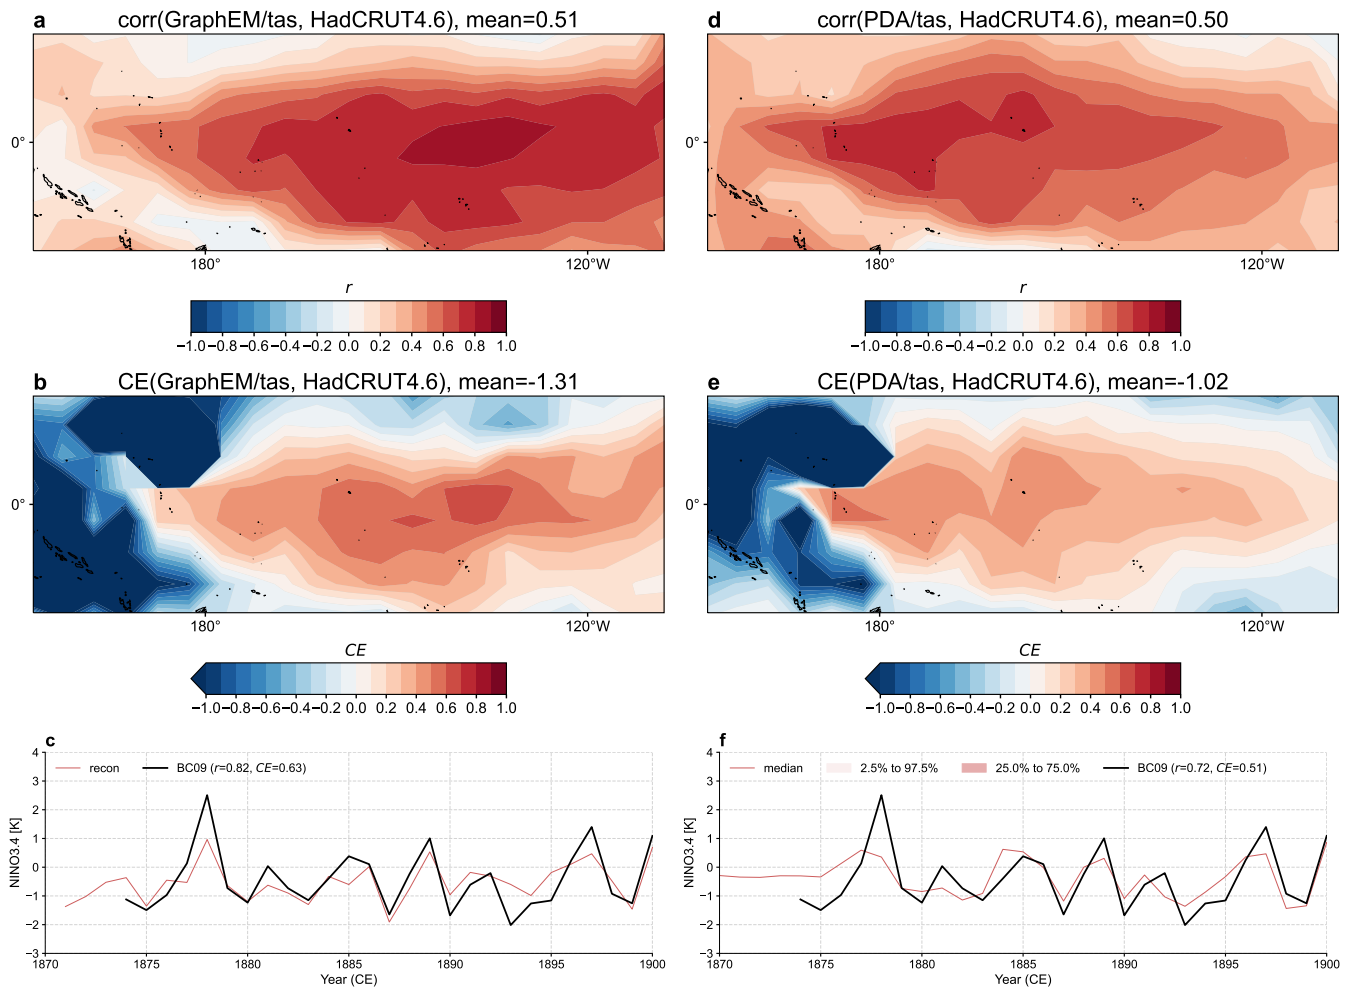 a corr(GraphEM/tas, HadCRUT4.6), mean=0.51
0°
180° 120°W
r
−1.0 −0.8 −0.6 −0.4 −0.2 0.0 0.2 0.4 0.6 0.8 1.0
d corr(PDA/tas, HadCRUT4.6), mean=0.50
0°
180° 120°W
r
−1.0 −0.8 −0.6 −0.4 −0.2 0.0 0.2 0.4 0.6 0.8 1.0
b CE(GraphEM/tas, HadCRUT4.6), mean=-1.31
0°
180° 120°W
CE
−1.0 −0.8 −0.6 −0.4 −0.2 0.0 0.2 0.4 0.6 0.8 1.0
e CE(PDA/tas, HadCRUT4.6), mean=-1.02
0°
180° 120°W
CE
−1.0 −0.8 −0.6 −0.4 −0.2 0.0 0.2 0.4 0.6 0.8 1.0
c
recon BC09 (r=0.82, CE=0.63)
NINO3.4 [K]
4
3
2
1
0
−1
−2
−3
1870 1875 1880 1885 1890 1895 1900
Year (CE)
f
median 2.5% to 97.5% 25.0% to 75.0% BC09 (r=0.72, CE=0.51)
NINO3.4 [K]
4
3
2
1
0
−1
−2
−3
1870 1875 1880 1885 1890 1895 1900
Year (CE)